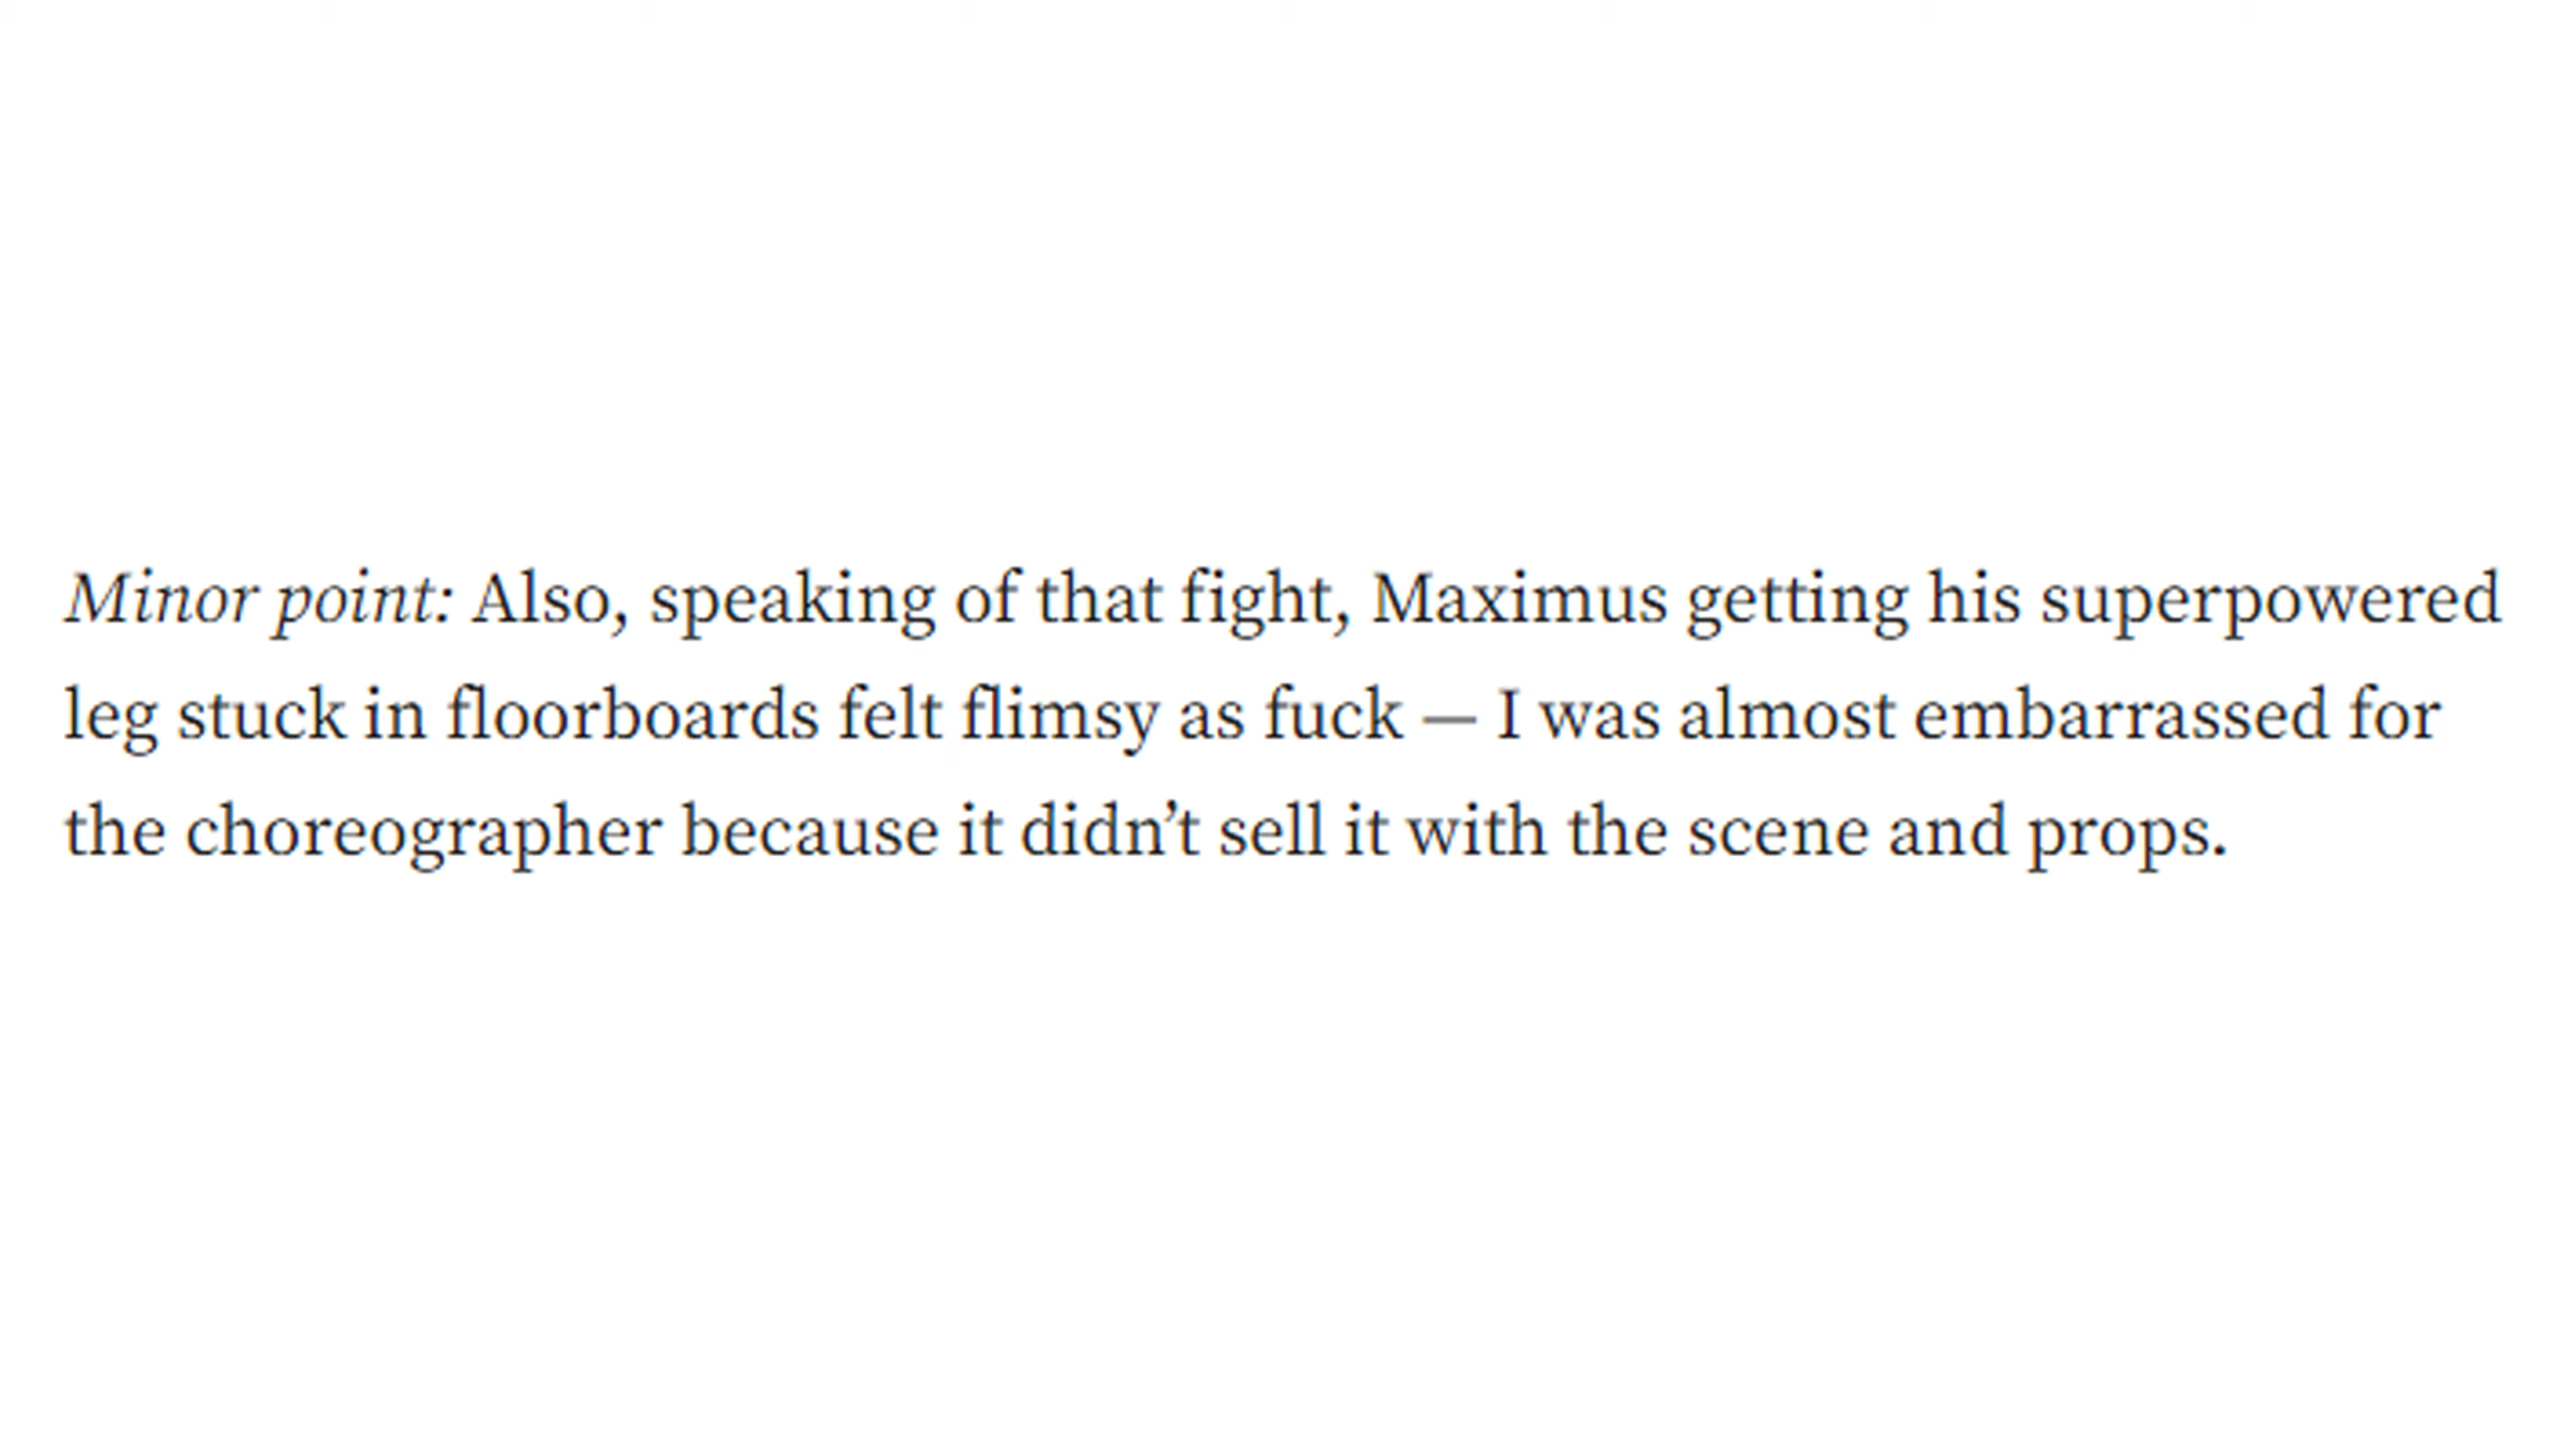 Minor point: Also, speaking of that fight, Maximus getting his superpowered
leg stuck in floorboards felt flimsy as fuck — I was almost embarrassed for
the choreographer because it didn’t sell it with the scene and props.